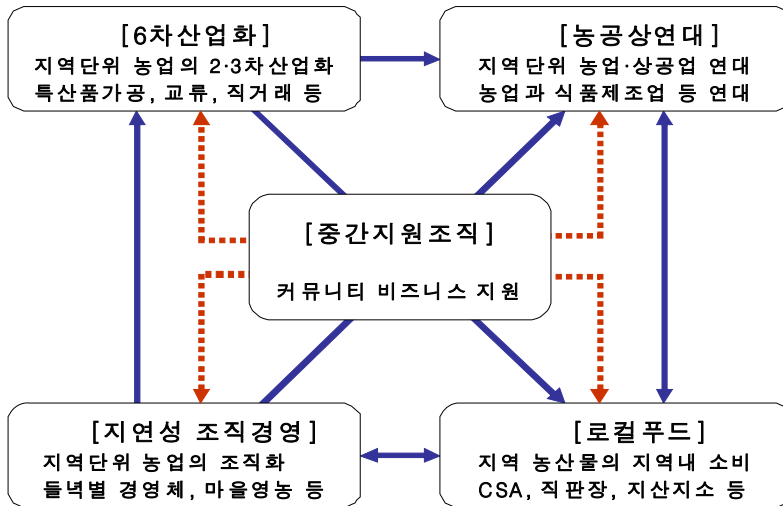 [6차산업화]
지역단위 농업의 2·3차산업화
특산품가공, 교류, 직거래 등
[농공상연대]
지역단위 농업·상공업 연대
농업과 식품제조업 등 연대
[중간지원조직]
커뮤니티 비즈니스 지원
[지연성 조직경영]
지역단위 농업의 조직화
들녘별 경영체, 마을영농 등
[로컬푸드]
지역 농산물의 지역내 소비
CSA, 직판장, 지산지소 등